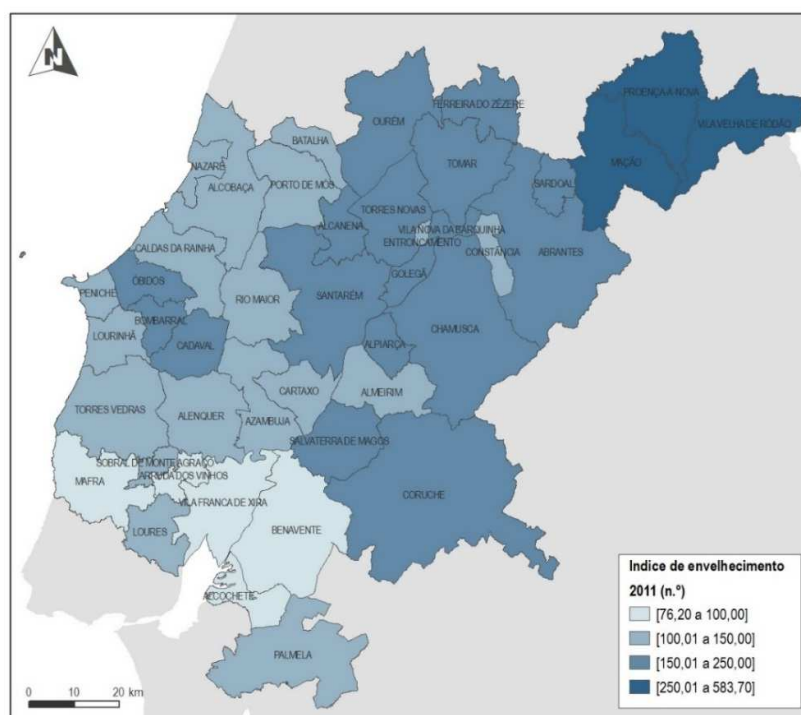 N
FERREIRA DO ZÊZERE
PROENÇA-A-NOVA
OURÉM
VILA VELHA DE RÓDÃO
BATALHA
TOMAR
NAZARÉ
MAÇÃO
SARDOAL
ALCOBAÇA
PORTO DE MÓS
TORRES NOVAS
ALCANENA
VILA NOVA DA BARQUINHA
ENTRONCAMENTO
CONSTÂNCIA
ABRANTES
CALDAS DA RAINHA
GOLEGÃ
ÓBIDOS
PENICHE
RIO MAIOR
SANTARÉM
BOMBARRAL
CHAMUSCA
LOURINHÃ
CADAVAL
ALPIARÇA
CARTAXO
ALMEIRIM
TORRES VEDRAS
ALENQUER
AZAMBUJA
SALVATERRA DE MAGOS
SOBRAL DE MONTE AGRAÇO
ARRUDA DOS VINHOS
MAFRA
CORUCHE
VILA FRANCA DE XIRA
LOURES
BENAVENTE
ALCOCHETE
PALMELA
Indice de envelhecimento
2011 (n.º)
[76,20 a 100,00]
[100,01 a 150,00]
[150,01 a 250,00]
[250,01 a 583,70]
0 10 20 km